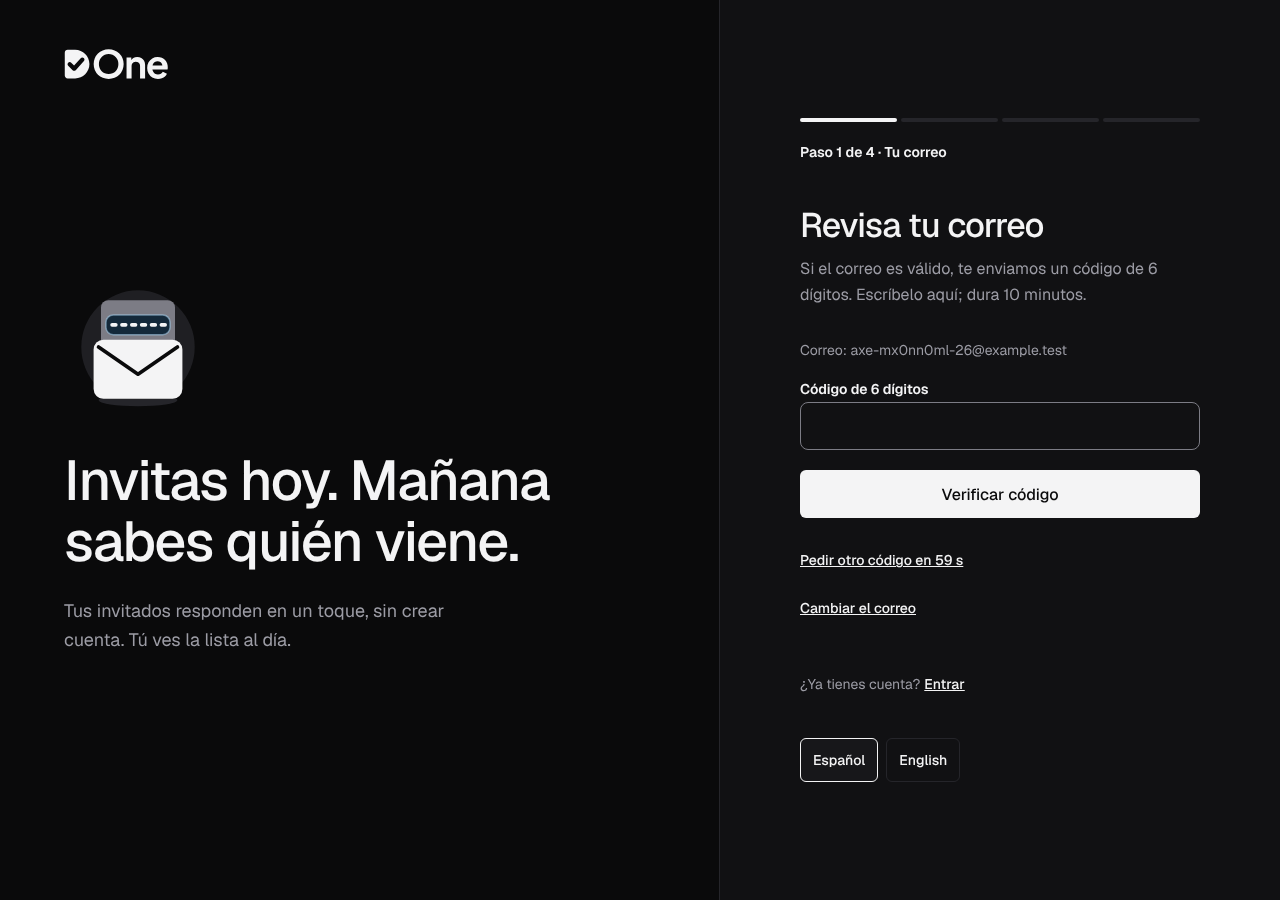 One
Invitas hoy. Mañana
sabes quién viene.
Tus invitados responden en un toque, sin crear
cuenta. Tú ves la lista al día.
Paso 1 de 4 · Tu correo
Revisa tu correo
Si el correo es válido, te enviamos un código de 6
dígitos. Escríbelo aquí; dura 10 minutos.
Correo: axe-mx0nn0ml-26@example.test
Código de 6 dígitos
Verificar código
Pedir otro código en 59 s
Cambiar el correo
¿Ya tienes cuenta? Entrar
Español English